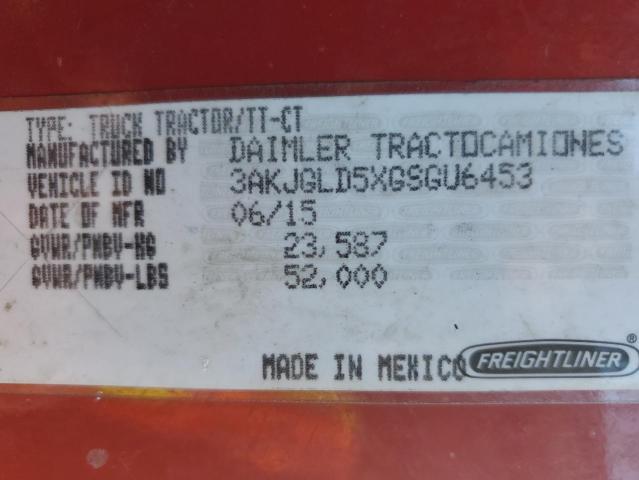 TYPE: TRUCK TRACTOR/TT-CT
MANUFACTURED BY DAIMLER TRACTOCAMIONES
VEHICLE ID NO 3AKJGLD5XGSGU6453
DATE OF MFR 06/15
GVWR/PNBV-KG 23,587
GVWR/PNBV-LBS 52,000
MADE IN MEXICO FREIGHTLINER®